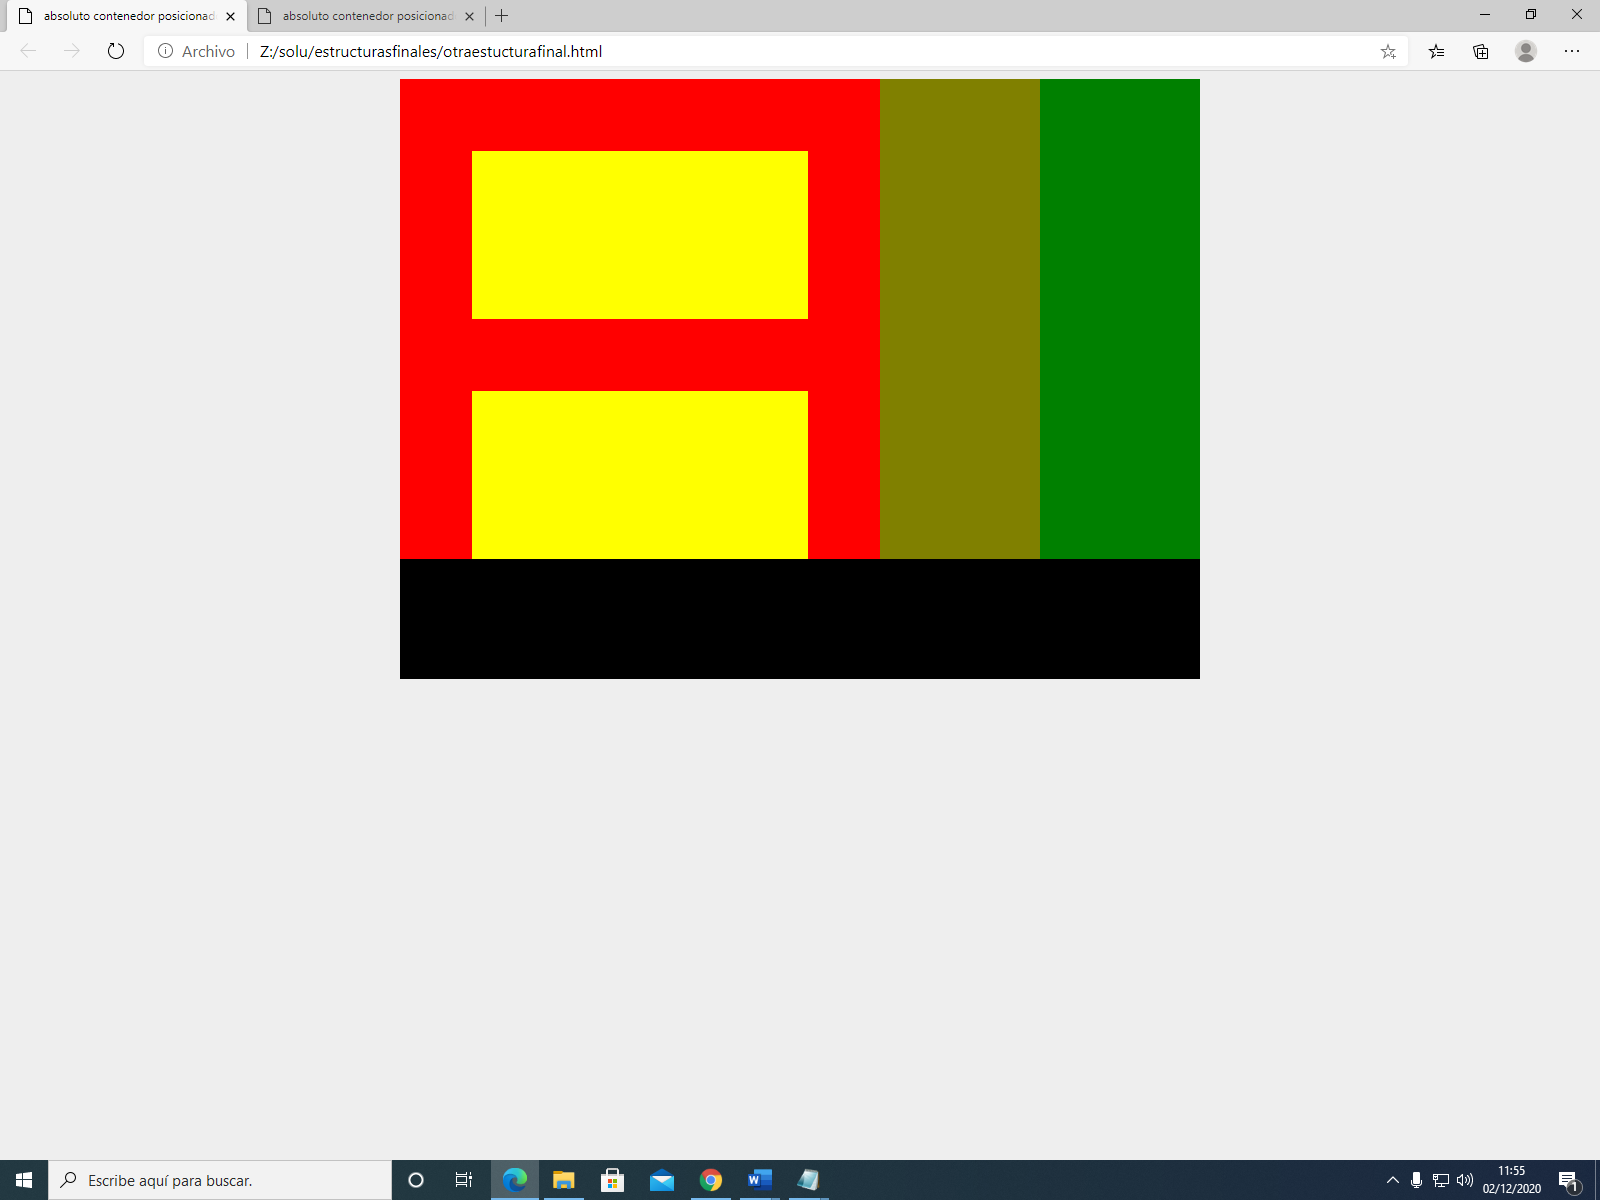 absoluto contenedor posicionad
absoluto contenedor posicionad
Archivo
Z:/solu/estructurasfinales/otraestucturafinal.html
Escribe aquí para buscar.
W
11:55
02/12/2020
1